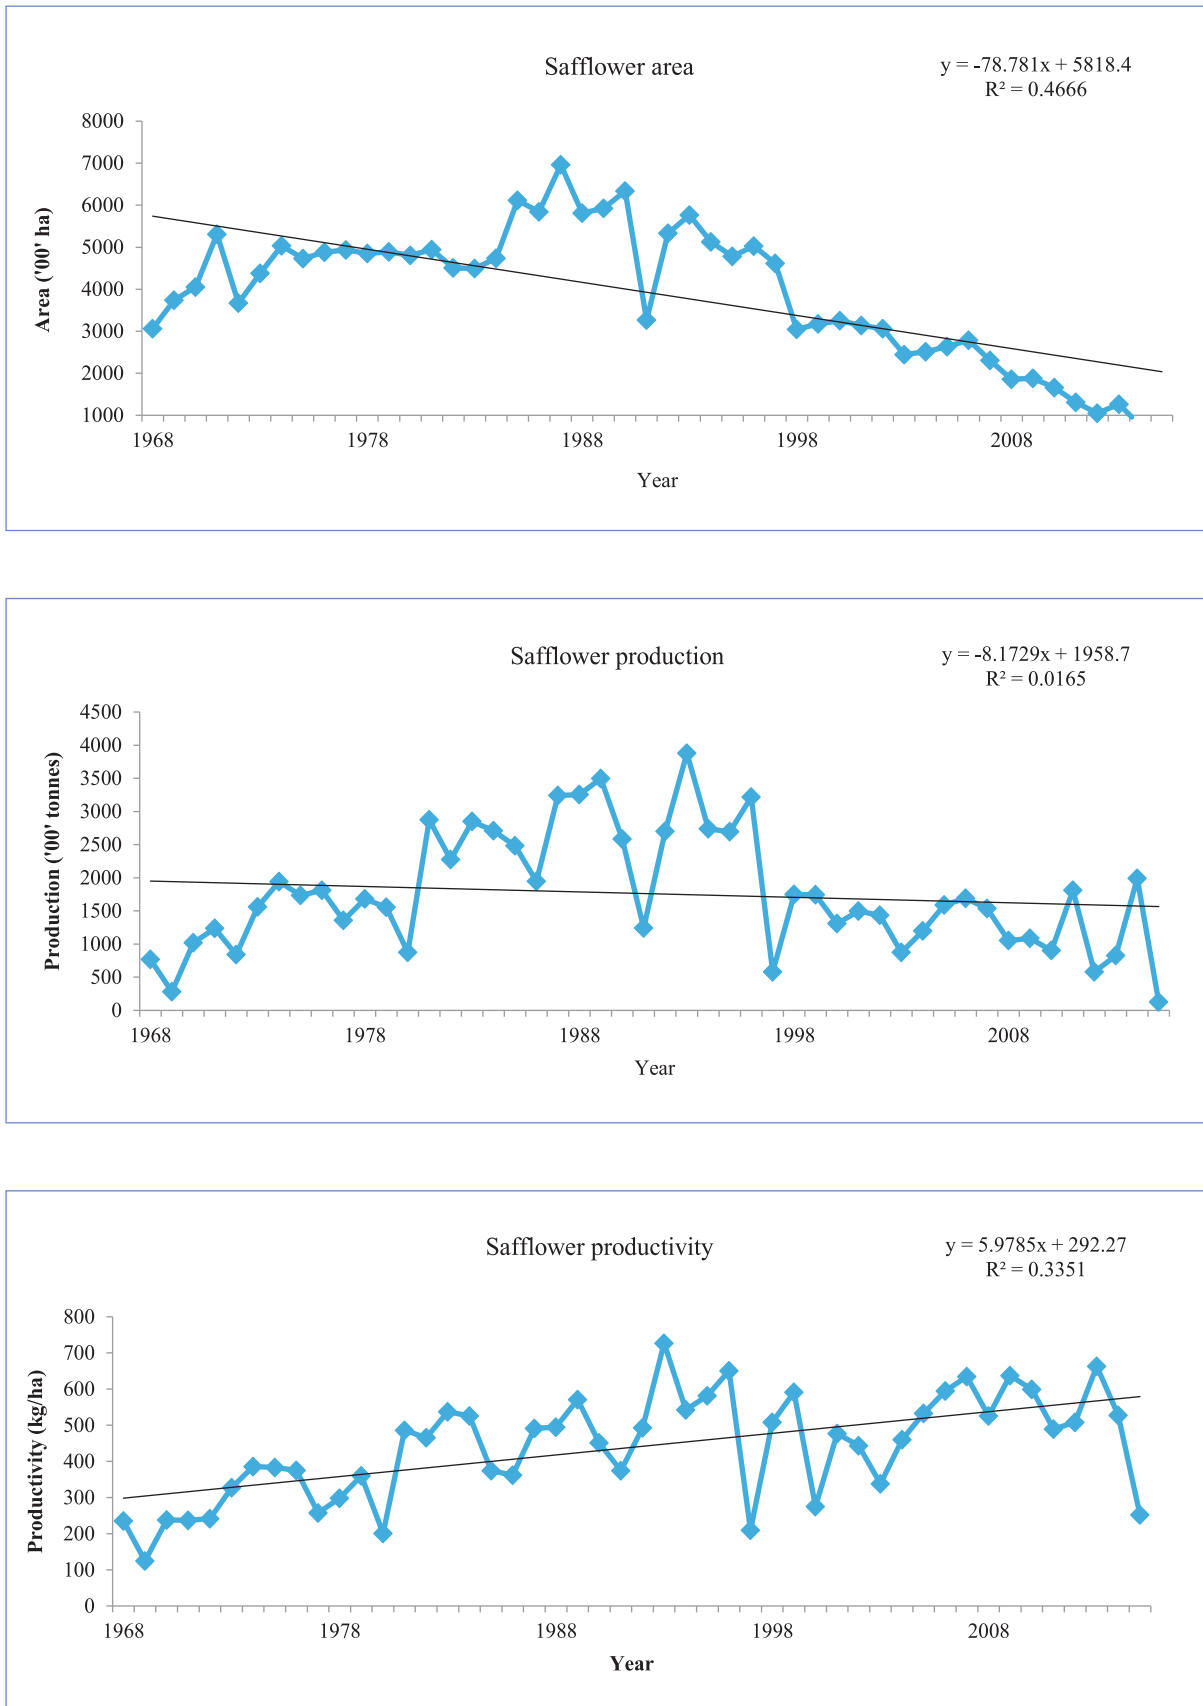 Safflower area
y = -78.781x + 5818.4
R² = 0.4666
8000
7000
6000
5000
4000
3000
2000
1000
Area ('00' ha)
1968 1978 1988 1998 2008
Year
Safflower production
y = -8.1729x + 1958.7
R² = 0.0165
4500
4000
3500
3000
2500
2000
1500
1000
500
0
Production ('00' tonnes)
1968 1978 1988 1998 2008
Year
Safflower productivity
y = 5.9785x + 292.27
R² = 0.3351
800
700
600
500
400
300
200
100
0
Productivity (kg/ha)
1968 1978 1988 1998 2008
Year